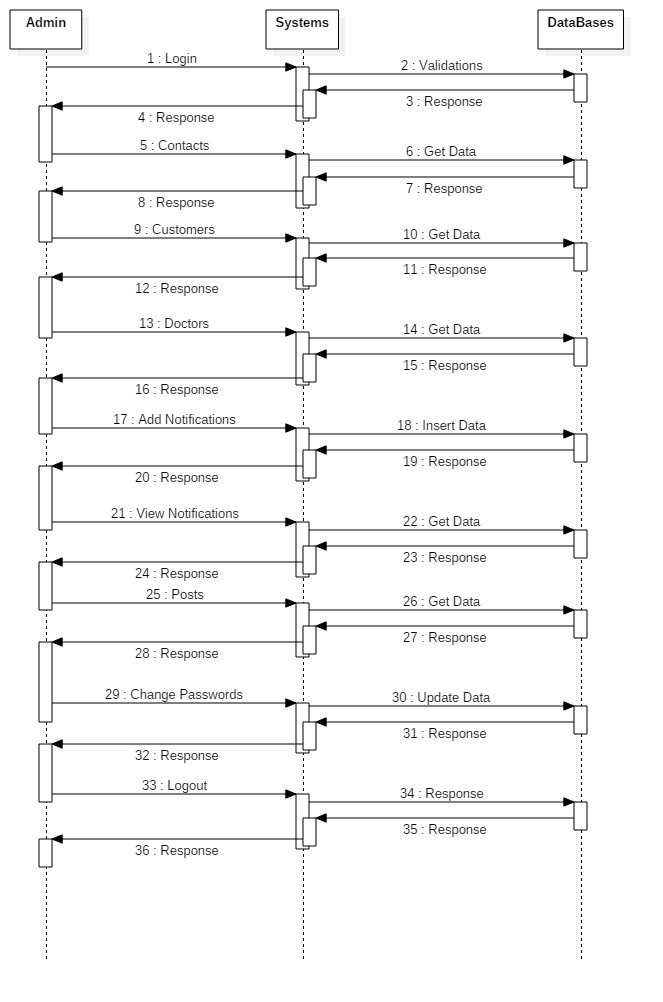 Admin
Systems
DataBases
1 : Login
2 : Validations
3 : Response
4 : Response
5 : Contacts
6 : Get Data
7 : Response
8 : Response
9 : Customers
10 : Get Data
11 : Response
12 : Response
13 : Doctors
14 : Get Data
15 : Response
16 : Response
17 : Add Notifications
18 : Insert Data
19 : Response
20 : Response
21 : View Notifications
22 : Get Data
23 : Response
24 : Response
25 : Posts
26 : Get Data
27 : Response
28 : Response
29 : Change Passwords
30 : Update Data
31 : Response
32 : Response
33 : Logout
34 : Response
35 : Response
36 : Response